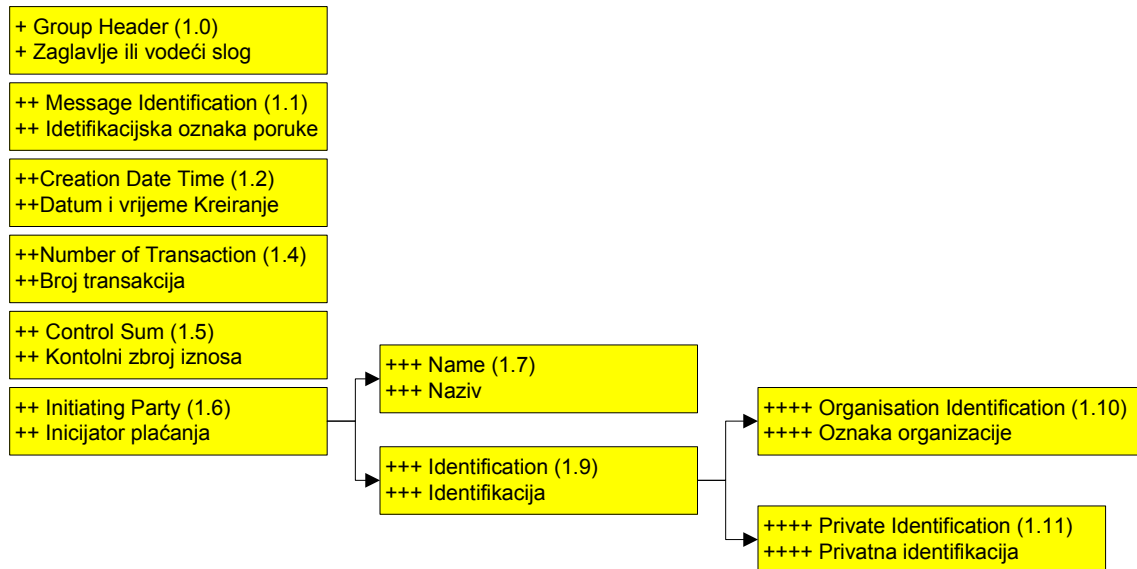 + Group Header (1.0)
+ Zaglavlje ili vodeći slog
++ Message Identification (1.1)
++ Idetifikacijska oznaka poruke
++Creation Date Time (1.2)
++Datum i vrijeme Kreiranje
++Number of Transaction (1.4)
++Broj transakcija
++ Control Sum (1.5)
++ Kontolni zbroj iznosa
++ Initiating Party (1.6)
++ Inicijator plaćanja
+++ Name (1.7)
+++ Naziv
+++ Identification (1.9)
+++ Identifikacija
++++ Organisation Identification (1.10)
++++ Oznaka organizacije
++++ Private Identification (1.11)
++++ Privatna identifikacija